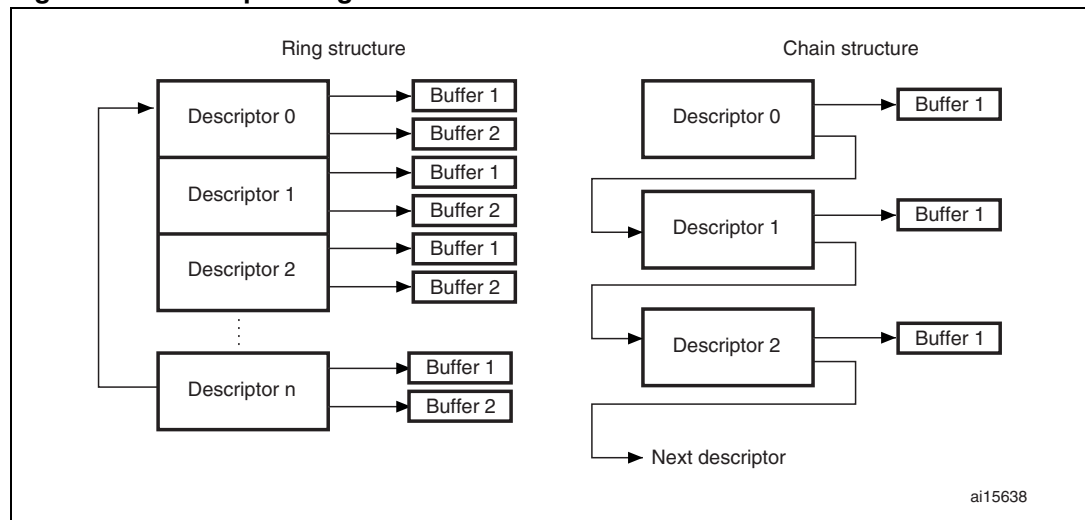 Ring structure
Descriptor 0
Buffer 1
Buffer 2
Descriptor 1
Buffer 1
Buffer 2
Descriptor 2
Buffer 1
Buffer 2
Descriptor n
Buffer 1
Buffer 2
Chain structure
Descriptor 0
Buffer 1
Descriptor 1
Buffer 1
Descriptor 2
Buffer 1
Next descriptor
ai15638